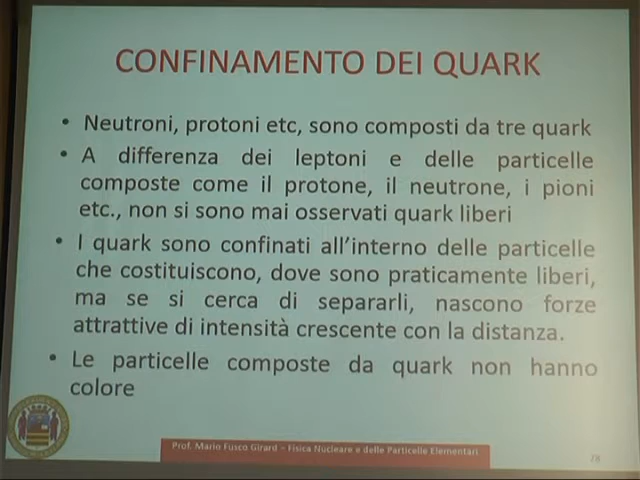 CONFINAMENTO DEI QUARK
• Neutroni, protoni etc, sono composti da tre quark
• A differenza dei leptoni e delle particelle
composte come il protone, il neutrone, i pioni
etc., non si sono mai osservati quark liberi
• I quark sono confinati all'interno delle particelle
che costituiscono, dove sono praticamente liberi,
ma se si cerca di separarli, nascono forze
attrattive di intensità crescente con la distanza.
• Le particelle composte da quark non hanno
colore
Prof. Mario Fusco Girard – Fisica Nucleare e delle Particelle Elementari
18